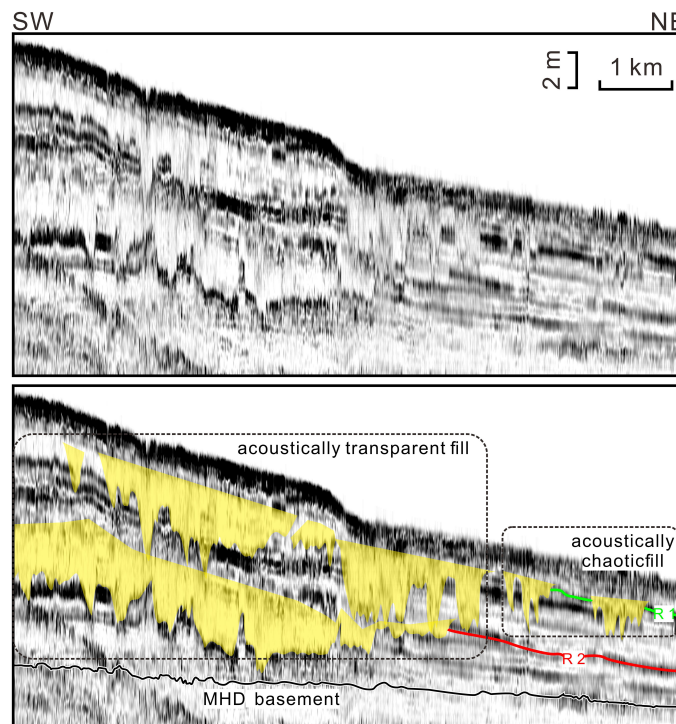 SW
NE
2 m
1 km
acoustically transparent fill
acoustically
chaoticfill
R 1
R 2
MHD basement